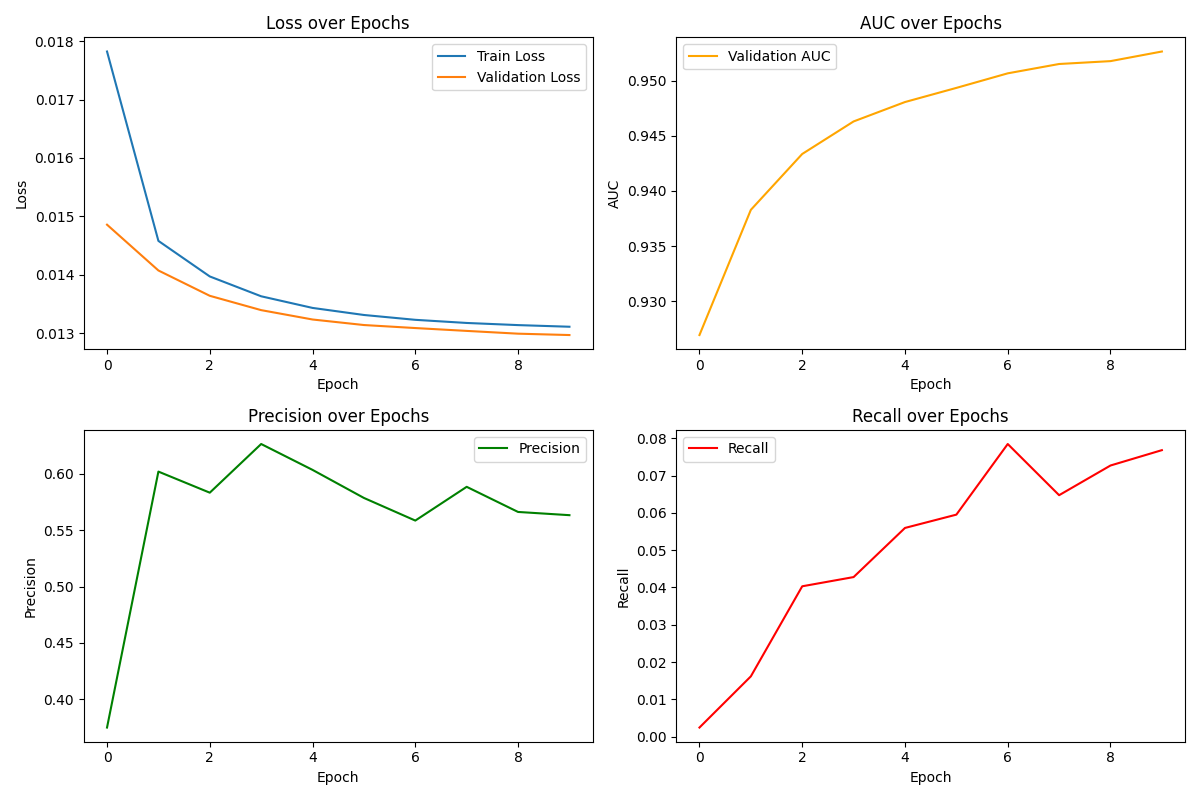 Loss over Epochs
0.018
0.017
0.016
0.015
0.014
0.013
Loss
Train Loss
Validation Loss
0 2 4 6 8
Epoch
AUC over Epochs
0.950
0.945
0.940
0.935
0.930
AUC
Validation AUC
0 2 4 6 8
Epoch
Precision over Epochs
0.60
0.55
0.50
0.45
0.40
Precision
Precision
0 2 4 6 8
Epoch
Recall over Epochs
0.08
0.07
0.06
0.05
0.04
0.03
0.02
0.01
0.00
Recall
Recall
0 2 4 6 8
Epoch